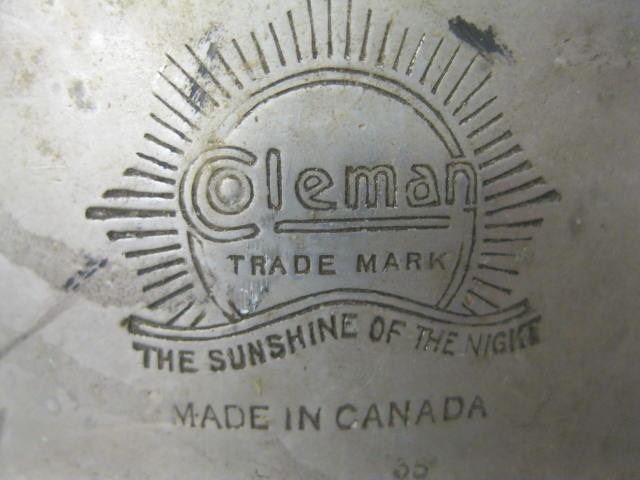 Coleman
TRADE MARK
THE SUNSHINE OF THE NIGHT
MADE IN CANADA